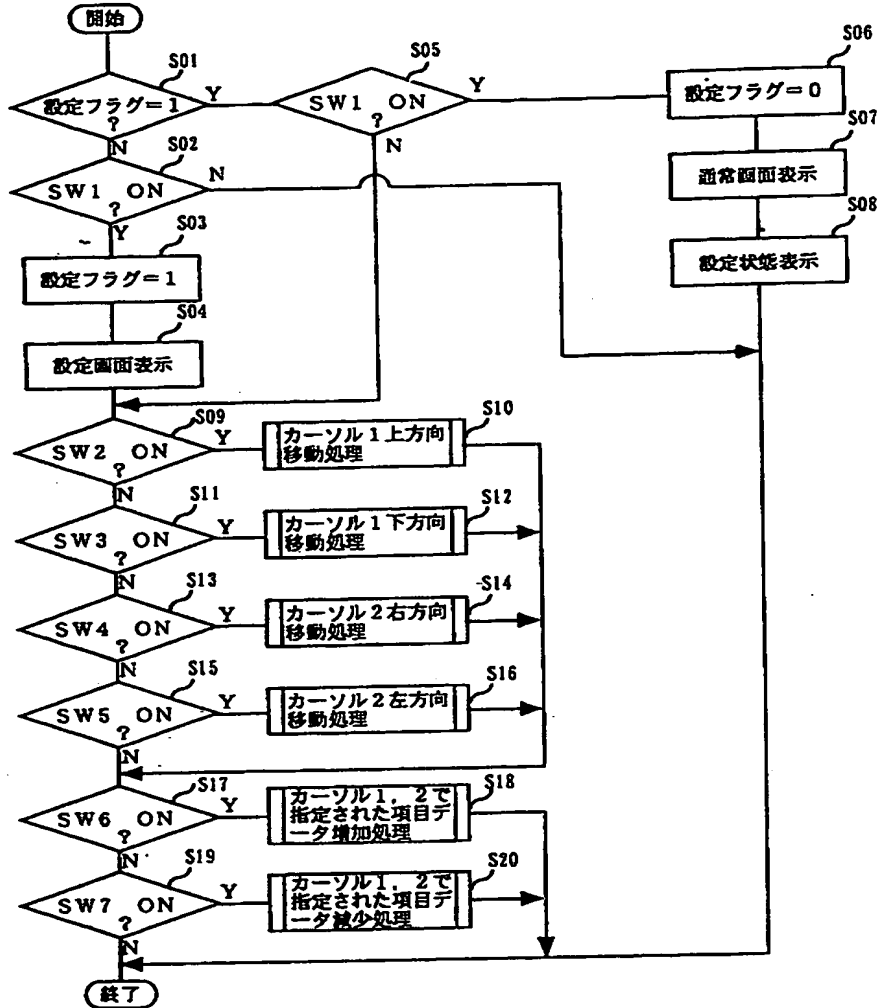 開始
S01
設定フラグ=1
?
Y
N
S05
SW1 ON
?
Y
N
S06
設定フラグ=0
S07
通常画面表示
S08
設定状態表示
S02
SW1 ON
?
N
Y
S03
設定フラグ=1
S04
設定画面表示
S09
SW2 ON
?
Y
N
S10
カーソル1上方向
移動処理
S11
SW3 ON
?
Y
N
S12
カーソル1下方向
移動処理
S13
SW4 ON
?
Y
N
S14
カーソル2右方向
移動処理
S15
SW5 ON
?
Y
N
S16
カーソル2左方向
移動処理
S17
SW6 ON
?
Y
N
S18
カーソル1,2で
指定された項目デ
ータ増加処理
S19
SW7 ON
?
Y
N
S20
カーソル1,2で
指定された項目デ
ータ減少処理
終了